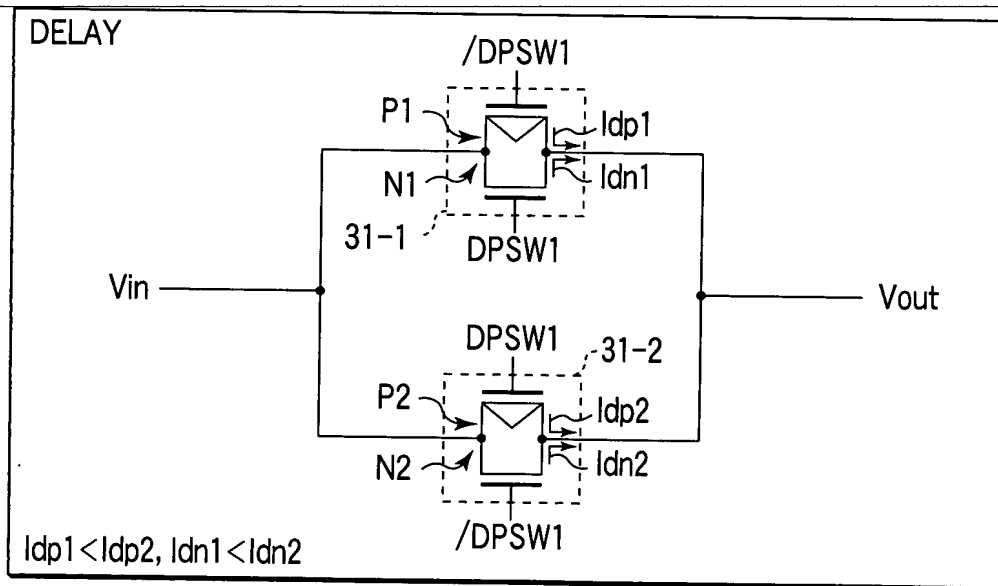 DELAY
/DPSW1
P1
Idp1
N1
Idn1
31-1
DPSW1
Vin
Vout
DPSW1
31-2
P2
Idp2
N2
Idn2
/DPSW1
Idp1<Idp2, Idn1<Idn2